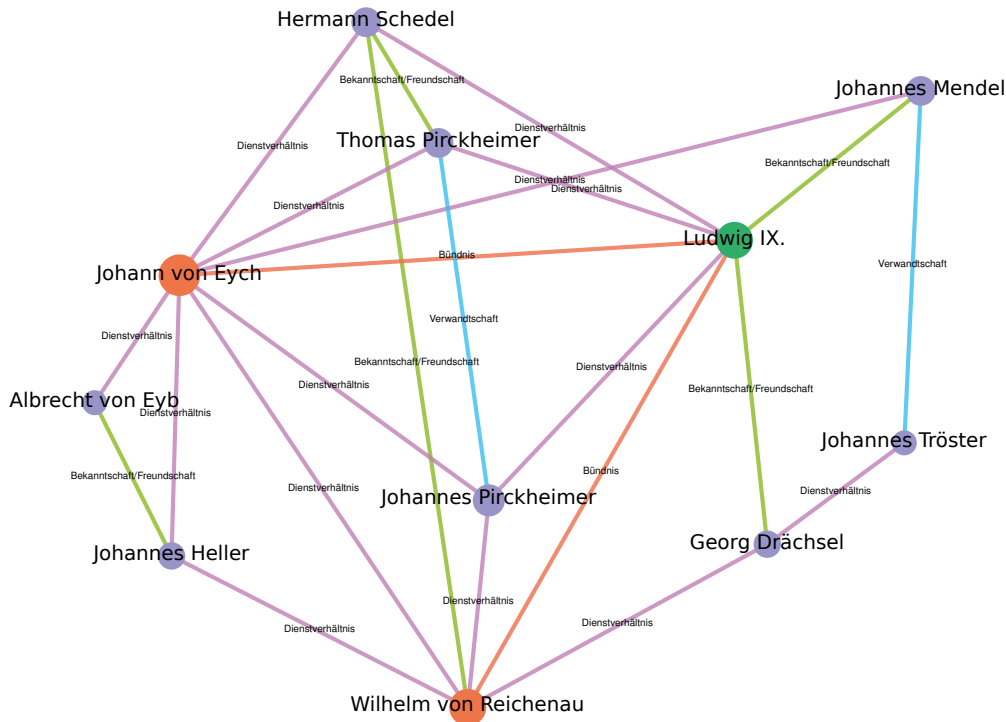 Hermann Schedel
Bekanntschaft/Freundschaft
Johannes Mendel
Dienstverhältnis
Thomas Pirckheimer
Dienstverhältnis
Bekanntschaft/Freundschaft
Dienstverhältnis
Dienstverhältnis
Dienstverhältnis
Ludwig IX.
Bündnis
Verwandtschaft
Johann von Eych
Verwandtschaft
Dienstverhältnis
Bekanntschaft/Freundschaft
Dienstverhältnis
Dienstverhältnis
Bekanntschaft/Freundschaft
Albrecht von Eyb
Dienstverhältnis
Johannes Tröster
Bekanntschaft/Freundschaft
Bündnis
Dienstverhältnis
Dienstverhältnis
Johannes Pirckheimer
Georg Drächsel
Johannes Heller
Dienstverhältnis
Dienstverhältnis
Dienstverhältnis
Wilhelm von Reichenau